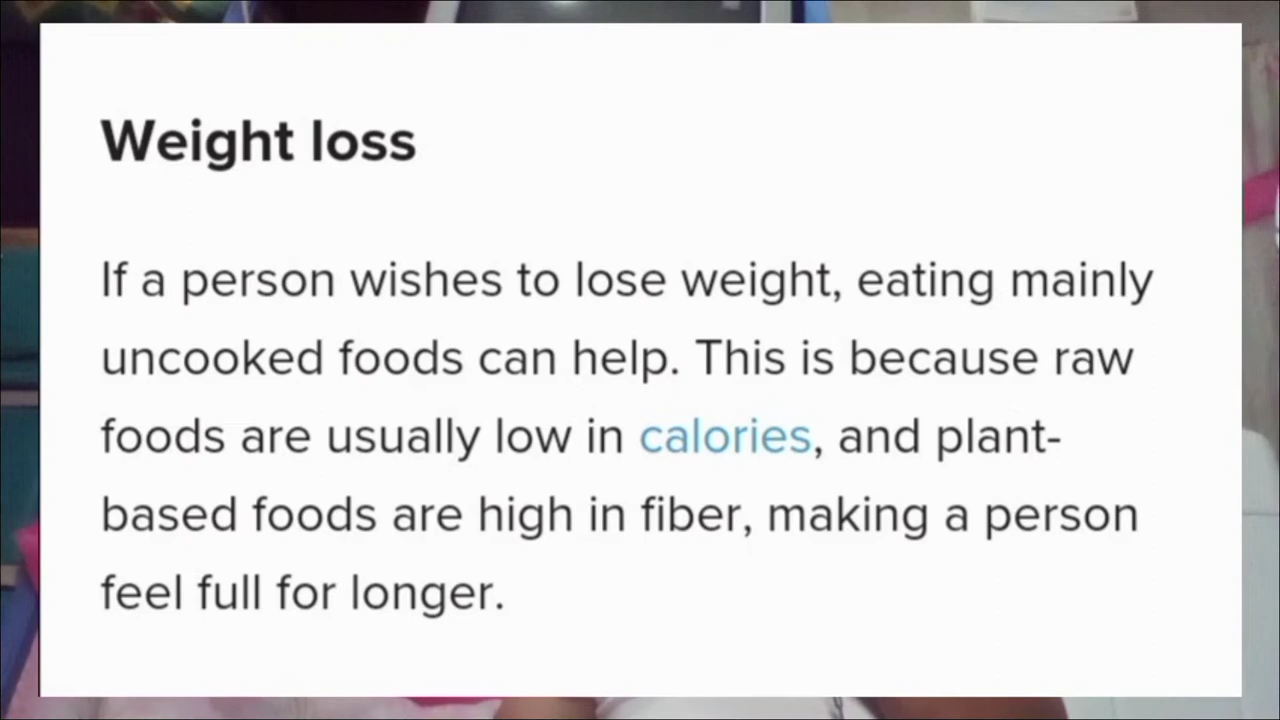 Weight loss
If a person wishes to lose weight, eating mainly
uncooked foods can help. This is because raw
foods are usually low in calories, and plant-
based foods are high in fiber, making a person
feel full for longer.